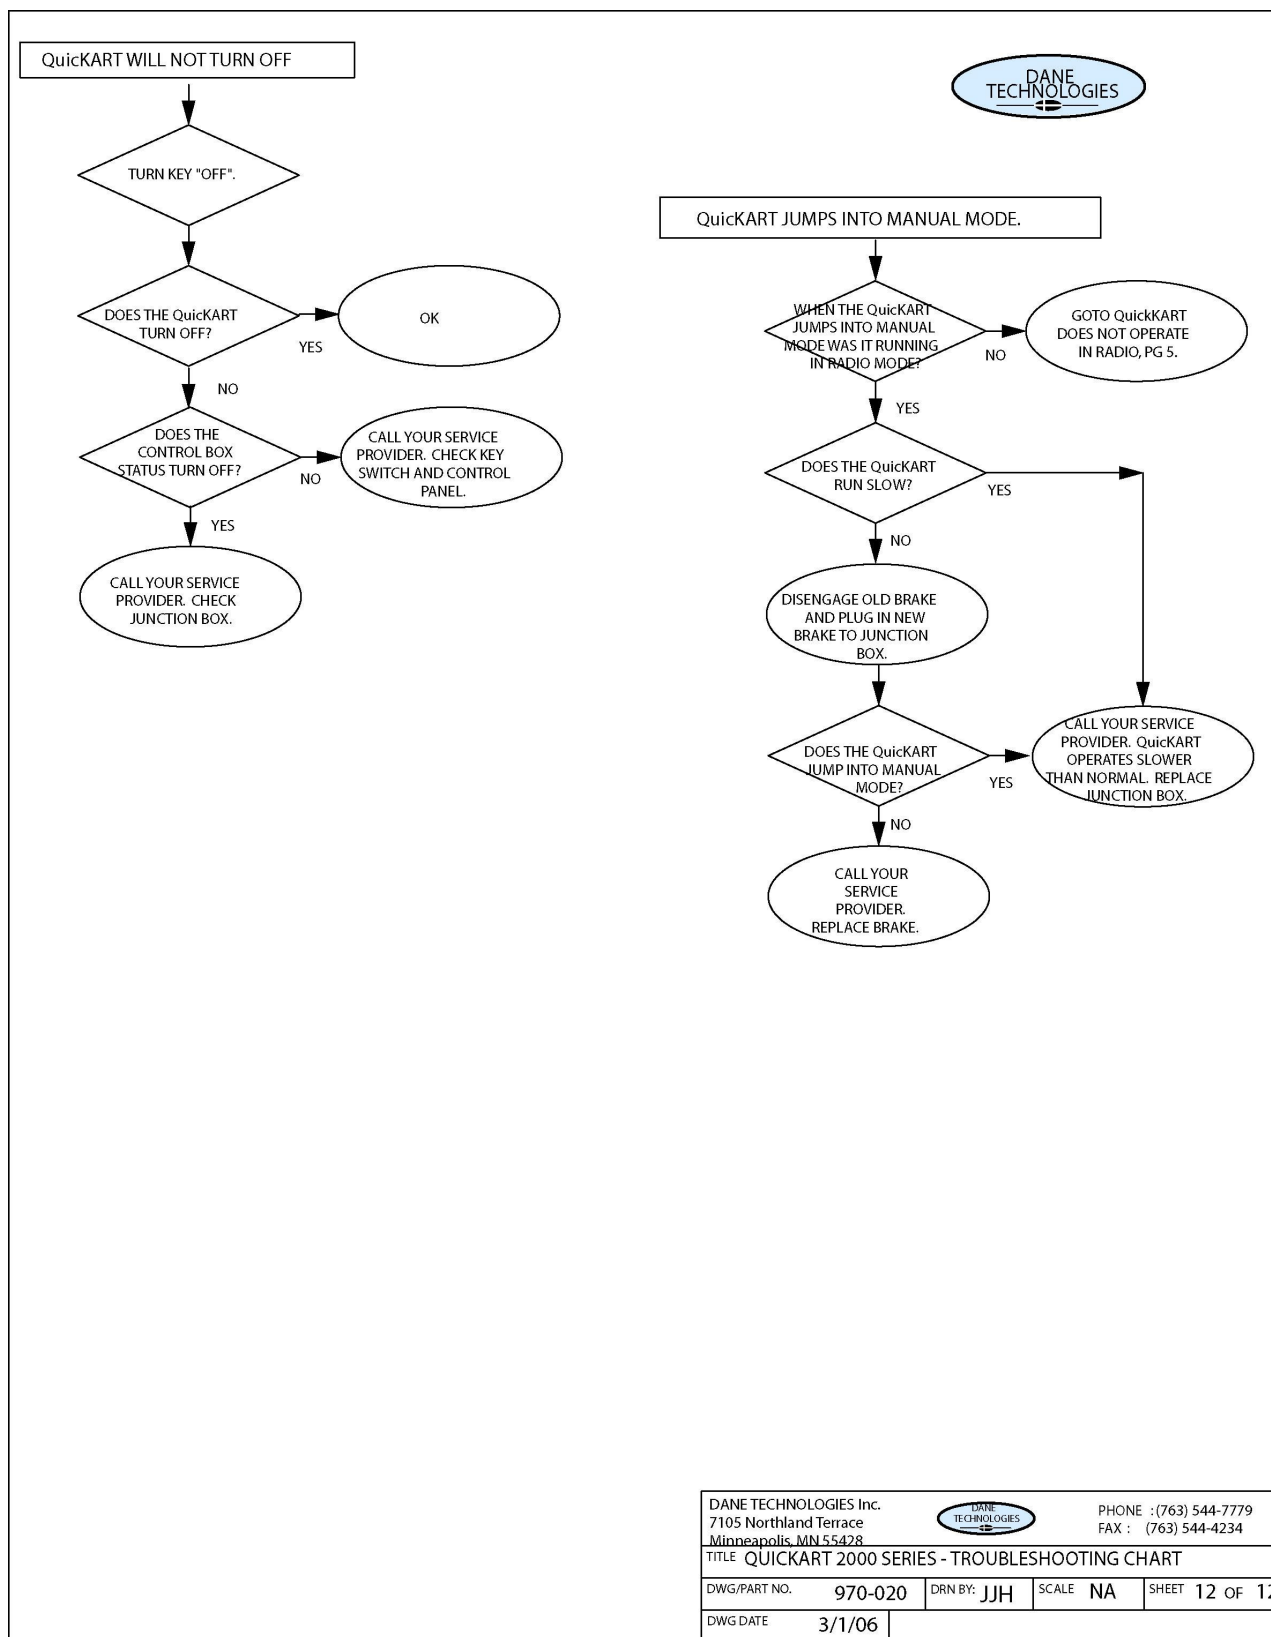 QuicKART WILL NOT TURN OFF
TURN KEY "OFF".
DOES THE QuicKART
TURN OFF?
YES
OK
NO
DOES THE
CONTROL BOX
STATUS TURN OFF?
NO
CALL YOUR SERVICE
PROVIDER. CHECK KEY
SWITCH AND CONTROL
PANEL.
YES
CALL YOUR SERVICE
PROVIDER. CHECK
JUNCTION BOX.
DANE
TECHNOLOGIES
QuicKART JUMPS INTO MANUAL MODE.
WHEN THE QuicKART
JUMPS INTO MANUAL
MODE WAS IT RUNNING
IN RADIO MODE?
NO
GOTO QuickKART
DOES NOT OPERATE
IN RADIO, PG 5.
YES
DOES THE QuicKART
RUN SLOW?
YES
NO
DISENGAGE OLD BRAKE
AND PLUG IN NEW
BRAKE TO JUNCTION
BOX.
DOES THE QuicKART
JUMP INTO MANUAL
MODE?
YES
CALL YOUR SERVICE
PROVIDER. QuicKART
OPERATES SLOWER
THAN NORMAL. REPLACE
JUNCTION BOX.
NO
CALL YOUR
SERVICE
PROVIDER.
REPLACE BRAKE.
DANE TECHNOLOGIES Inc.
7105 Northland Terrace
Minneapolis, MN 55428
DANE
TECHNOLOGIES
PHONE : (763) 544-7779
FAX : (763) 544-4234
TITLE QUICKART 2000 SERIES - TROUBLESHOOTING CHART
DWG/PART NO. 970-020 DRN BY: JJH SCALE NA SHEET 12 OF 12
DWG DATE 3/1/06